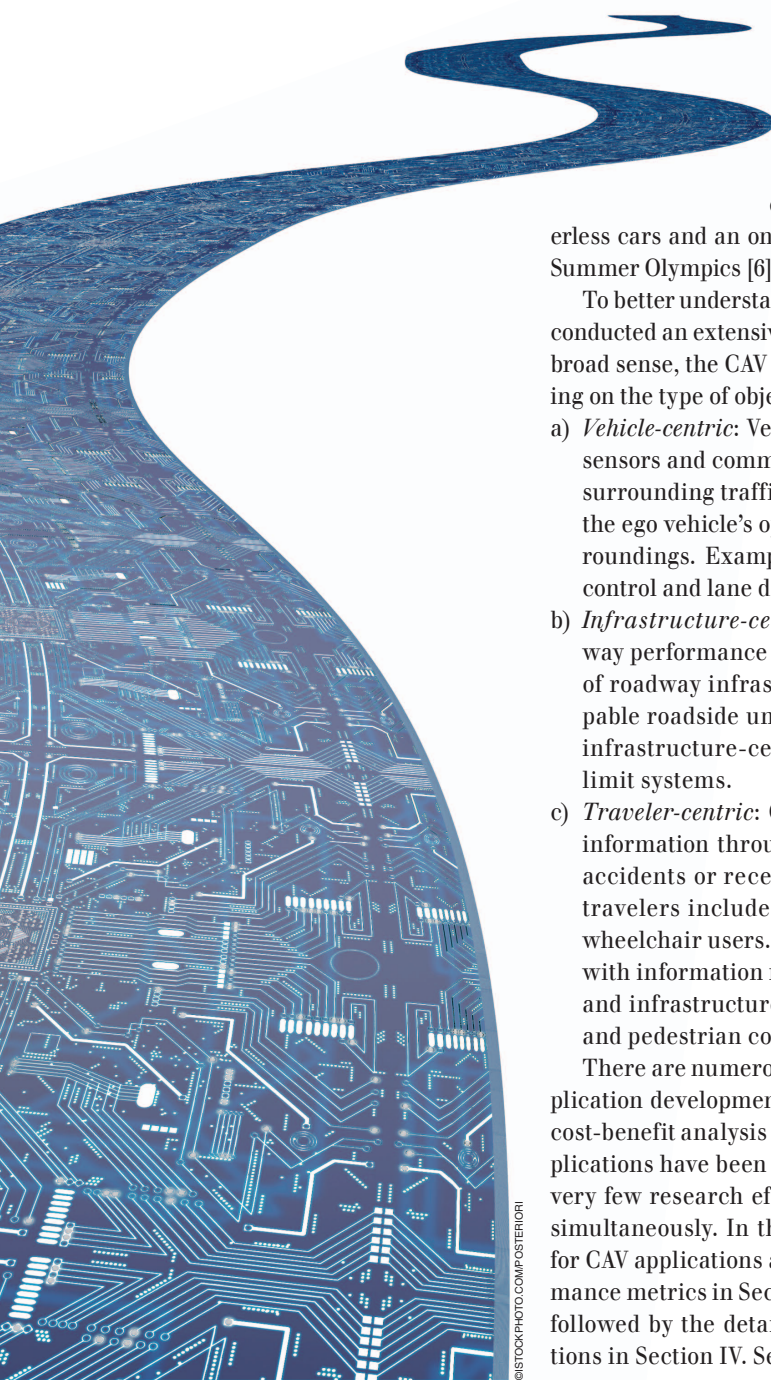 erless cars and an on
Summer Olympics [6]
To better understa
conducted an extensiv
broad sense, the CAV
ing on the type of obje
a) Vehicle-centric: Ve
sensors and comm
surrounding traffi
the ego vehicle's o
roundings. Examp
control and lane d
b) Infrastructure-ce
way performance
of roadway infras
pable roadside un
infrastructure-ce
limit systems.
c) Traveler-centric:
information throu
accidents or rece
travelers include
wheelchair users.
with information
and infrastructure
and pedestrian co
There are numero
plication developmen
cost-benefit analysis
plications have been
very few research ef
simultaneously. In th
for CAV applications a
mance metrics in Sec
followed by the deta
tions in Section IV. Se
©ISTOCKPHOTO.COM/POSTERIORI